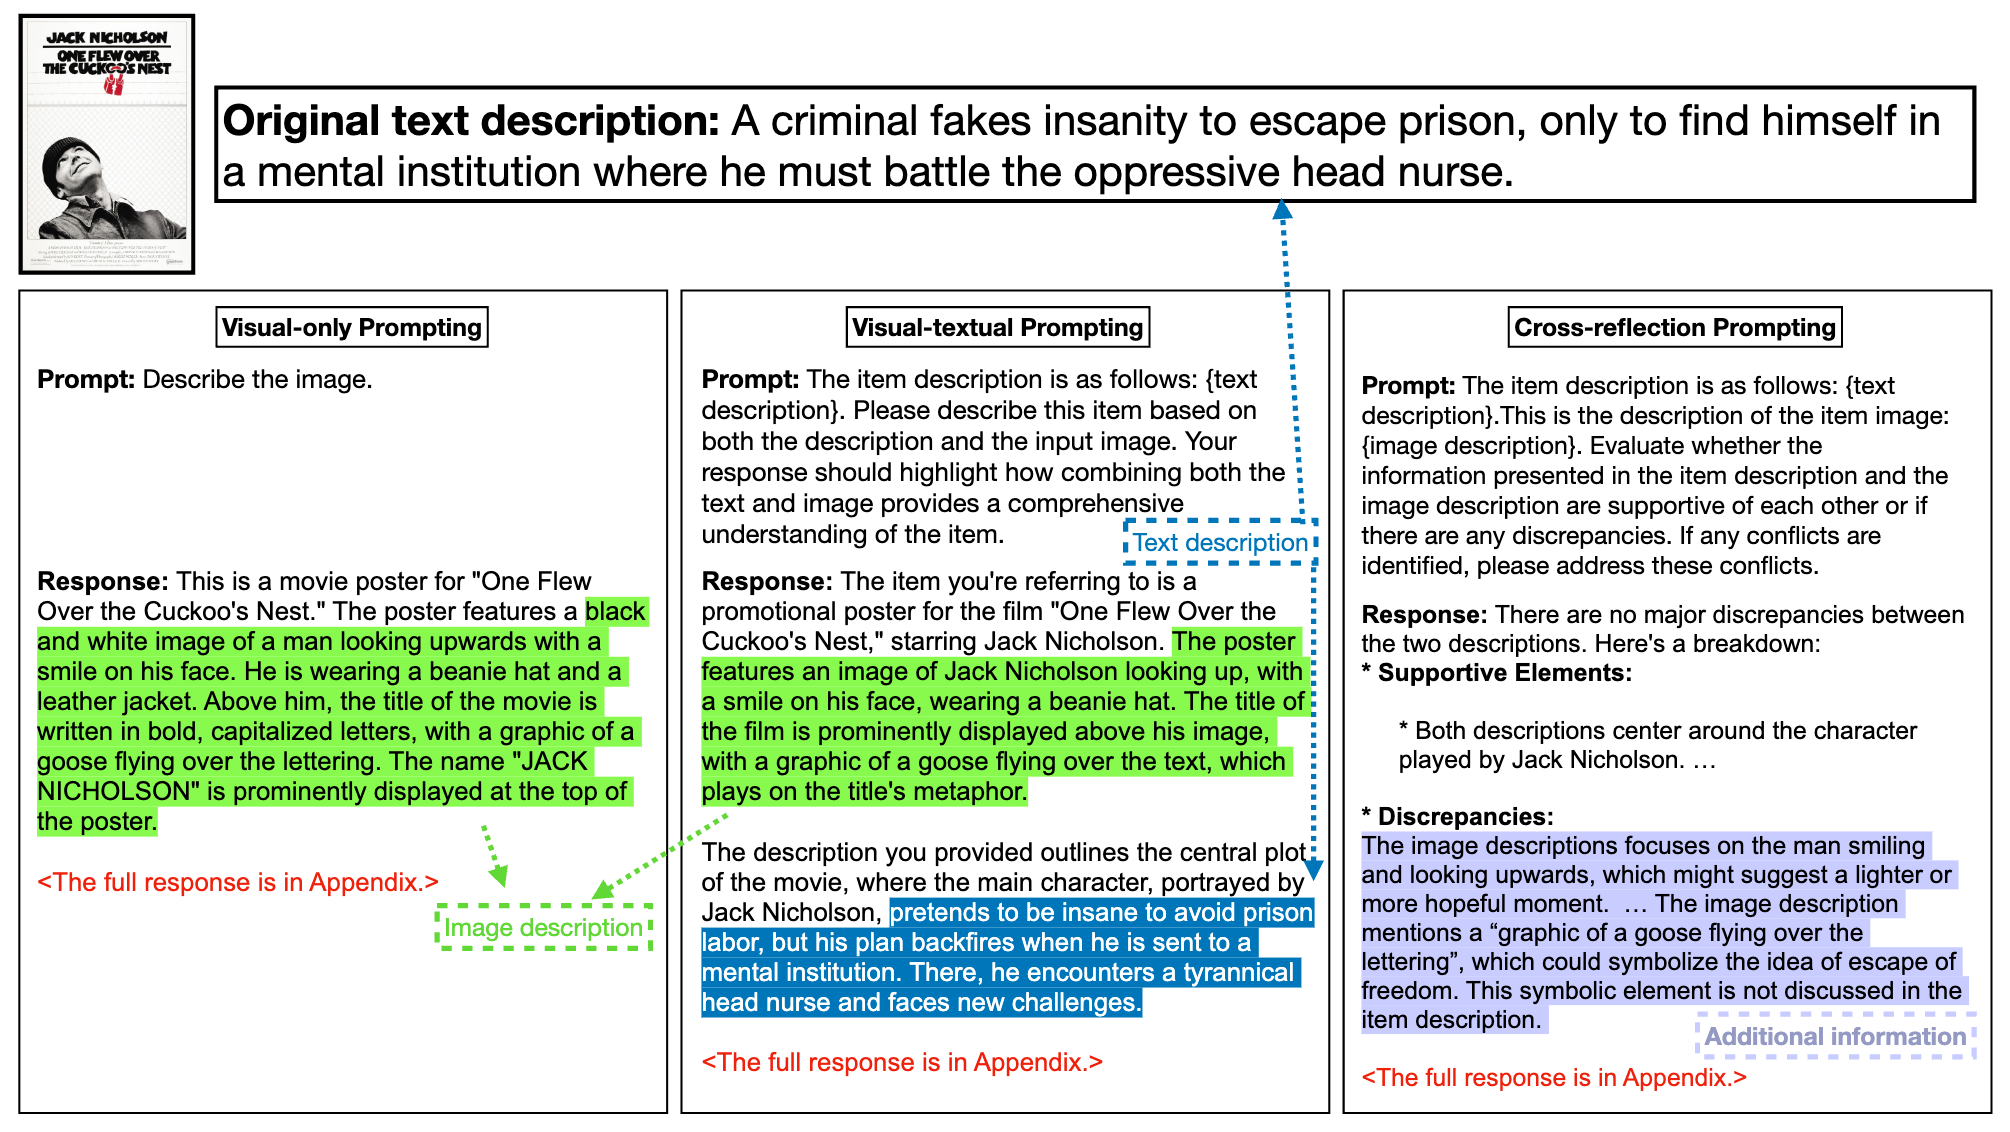 JACK NICHOLSON
ONE FLEW OVER
THE CUCKOO'S NEST
Original text description: A criminal fakes insanity to escape prison, only to find himself in
a mental institution where he must battle the oppressive head nurse.
Visual-only Prompting
Prompt: Describe the image.
Response: This is a movie poster for "One Flew
Over the Cuckoo's Nest." The poster features a black
and white image of a man looking upwards with a
smile on his face. He is wearing a beanie hat and a
leather jacket. Above him, the title of the movie is
written in bold, capitalized letters, with a graphic of a
goose flying over the lettering. The name "JACK
NICHOLSON" is prominently displayed at the top of
the poster.
<The full response is in Appendix.>
Image description
Visual-textual Prompting
Prompt: The item description is as follows: {text
description}. Please describe this item based on
both the description and the input image. Your
response should highlight how combining both the
text and image provides a comprehensive
understanding of the item.
Text description
Response: The item you're referring to is a
promotional poster for the film "One Flew Over the
Cuckoo's Nest," starring Jack Nicholson. The poster
features an image of Jack Nicholson looking up, with
a smile on his face, wearing a beanie hat. The title of
the film is prominently displayed above his image,
with a graphic of a goose flying over the text, which
plays on the title's metaphor.
The description you provided outlines the central plot
of the movie, where the main character, portrayed by
Jack Nicholson, pretends to be insane to avoid prison
labor, but his plan backfires when he is sent to a
mental institution. There, he encounters a tyrannical
head nurse and faces new challenges.
<The full response is in Appendix.>
Cross-reflection Prompting
Prompt: The item description is as follows: {text
description}.This is the description of the item image:
{image description}. Evaluate whether the
information presented in the item description and the
image description are supportive of each other or if
there are any discrepancies. If any conflicts are
identified, please address these conflicts.
Response: There are no major discrepancies between
the two descriptions. Here's a breakdown:
* Supportive Elements:
* Both descriptions center around the character
played by Jack Nicholson. …
* Discrepancies:
The image descriptions focuses on the man smiling
and looking upwards, which might suggest a lighter or
more hopeful moment. … The image description
mentions a “graphic of a goose flying over the
lettering”, which could symbolize the idea of escape of
freedom. This symbolic element is not discussed in the
item description.
Additional information
<The full response is in Appendix.>